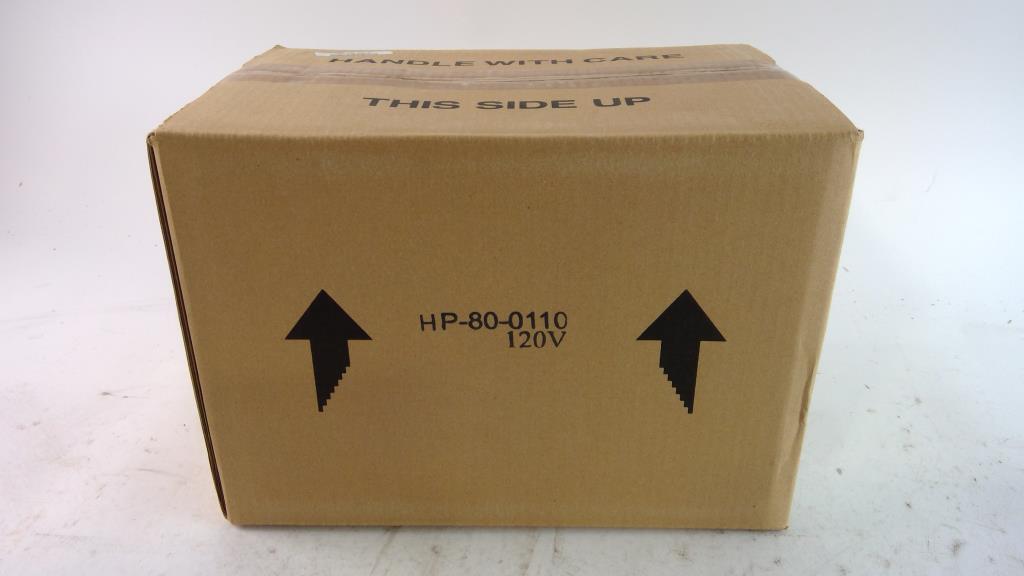 HANDLE WITH CARE
THIS SIDE UP
HP-80-0110
120V